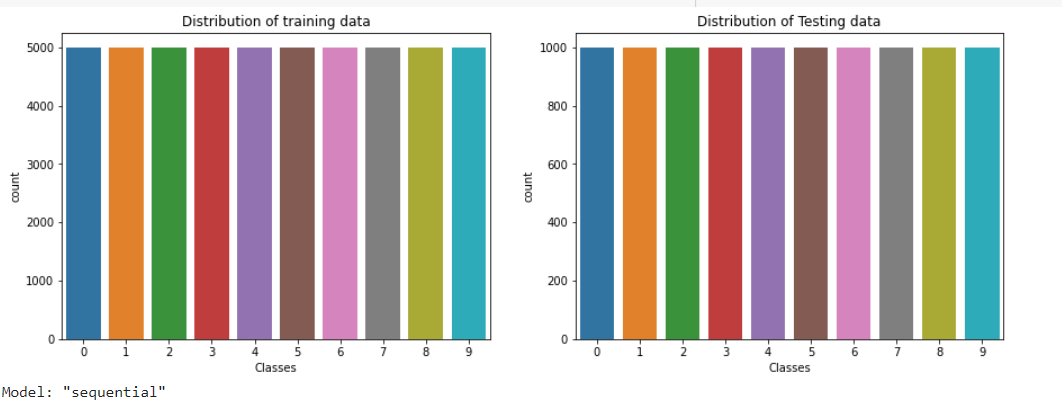 Distribution of training data
5000
4000
3000
2000
1000
0
count
0 1 2 3 4 5 6 7 8 9
Classes
Distribution of Testing data
1000
800
600
400
200
0
count
0 1 2 3 4 5 6 7 8 9
Classes
Model: "sequential"